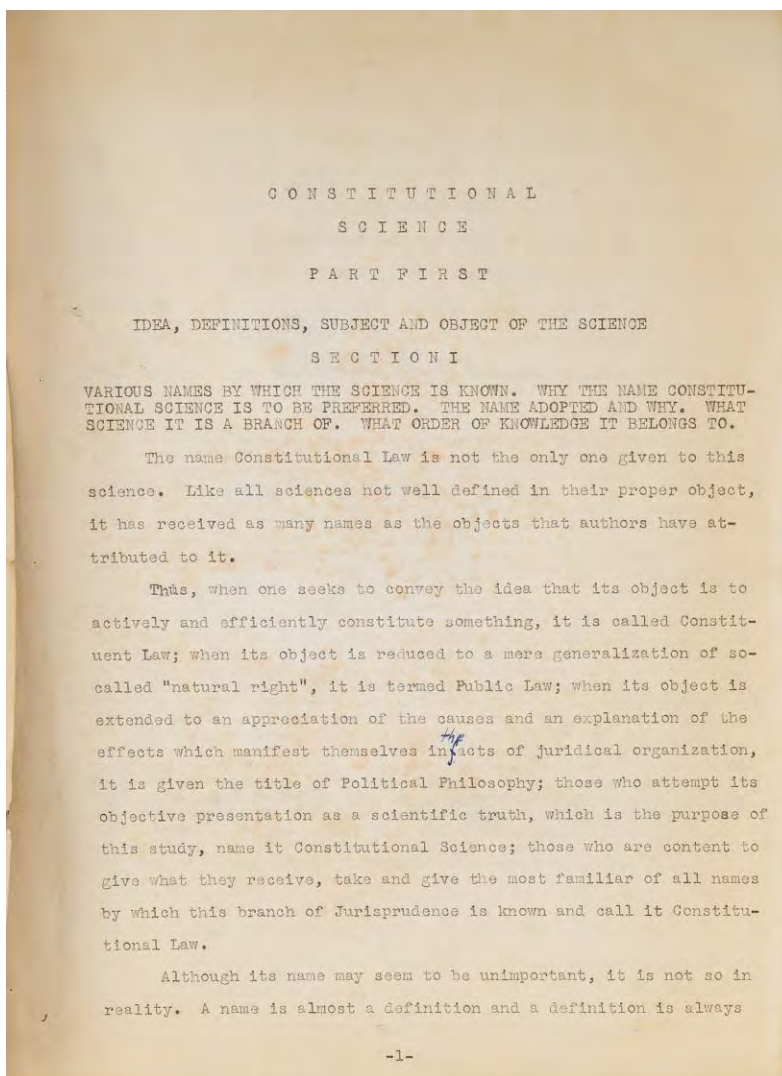 CONSTITUTIONAL
SCIENCE
PART FIRST
IDEA, DEFINITIONS, SUBJECT AND OBJECT OF THE SCIENCE
SECTION I
VARIOUS NAMES BY WHICH THE SCIENCE IS KNOWN. WHY THE NAME CONSTITU-
TIONAL SCIENCE IS TO BE PREFERRED. THE NAME ADOPTED AND WHY. WHAT
SCIENCE IT IS A BRANCH OF. WHAT ORDER OF KNOWLEDGE IT BELONGS TO.
The name Constitutional Law is not the only one given to this
science. Like all sciences not well defined in their proper object,
it has received as many names as the objects that authors have at-
tributed to it.
Thus, when one seeks to convey the idea that its object is to
actively and efficiently constitute something, it is called Constit-
uent Law; when its object is reduced to a mere generalization of so-
called "natural right", it is termed Public Law; when its object is
extended to an appreciation of the causes and an explanation of the
effects which manifest themselves in the facts of juridical organization,
it is given the title of Political Philosophy; those who attempt its
objective presentation as a scientific truth, which is the purpose of
this study, name it Constitutional Science; those who are content to
give what they receive, take and give the most familiar of all names
by which this branch of Jurisprudence is known and call it Constitu-
tional Law.
Although its name may seem to be unimportant, it is not so in
reality. A name is almost a definition and a definition is always
-1-